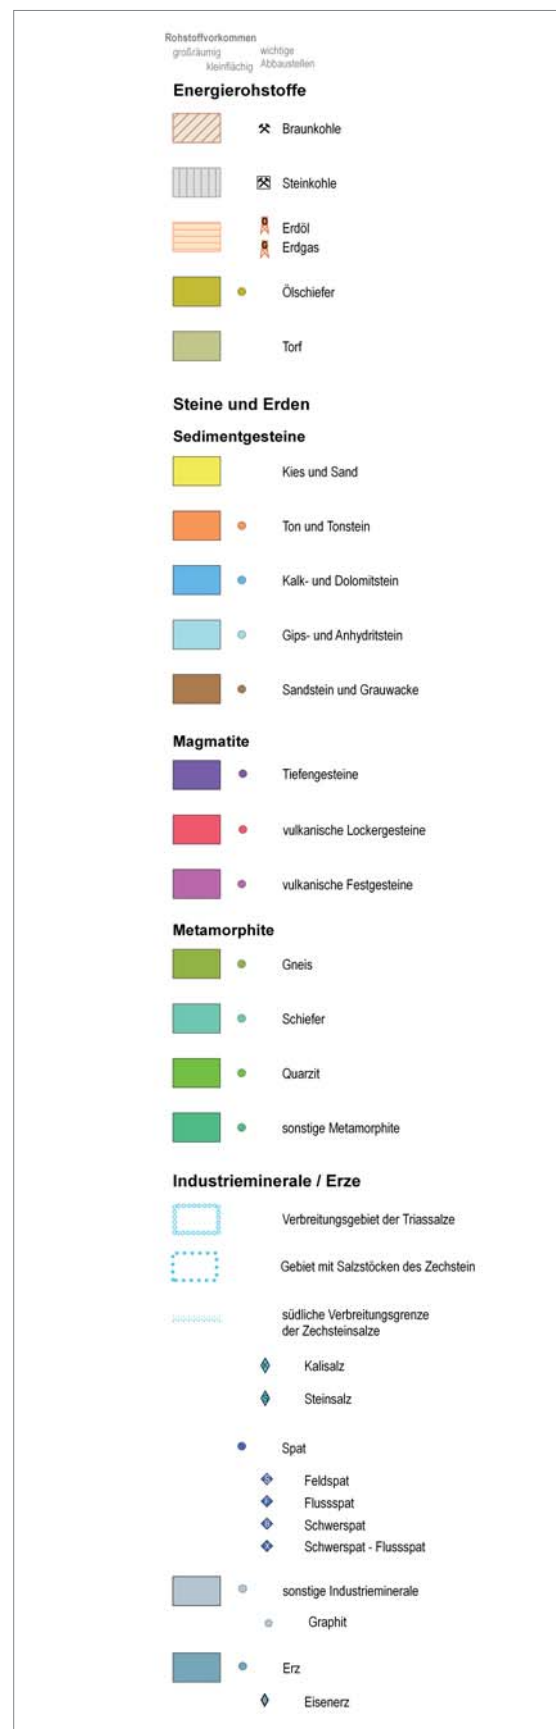 Rohstoffvorkommen
großräumig
wichtige
kleinflächig
Abbaustellen
Energierohstoffe
Braunkohle
Steinkohle
Erdöl
Erdgas
Ölschiefer
Torf
Steine und Erden
Sedimentgesteine
Kies und Sand
Ton und Tonstein
Kalk- und Dolomitstein
Gips- und Anhydritstein
Sandstein und Grauwacke
Magmatite
Tiefengesteine
vulkanische Lockergesteine
vulkanische Festgesteine
Metamorphite
Gneis
Schiefer
Quarzit
sonstige Metamorphite
Industrieminerale / Erze
Verbreitungsgebiet der Triassalze
Gebiet mit Salzstöcken des Zechstein
südliche Verbreitungsgrenze
der Zechsteinsalze
Kalisalz
Steinsalz
Spat
Feldspat
Flussspat
Schwerspat
Schwerspat - Flussspat
sonstige Industrieminerale
Graphit
Erz
Eisenerz